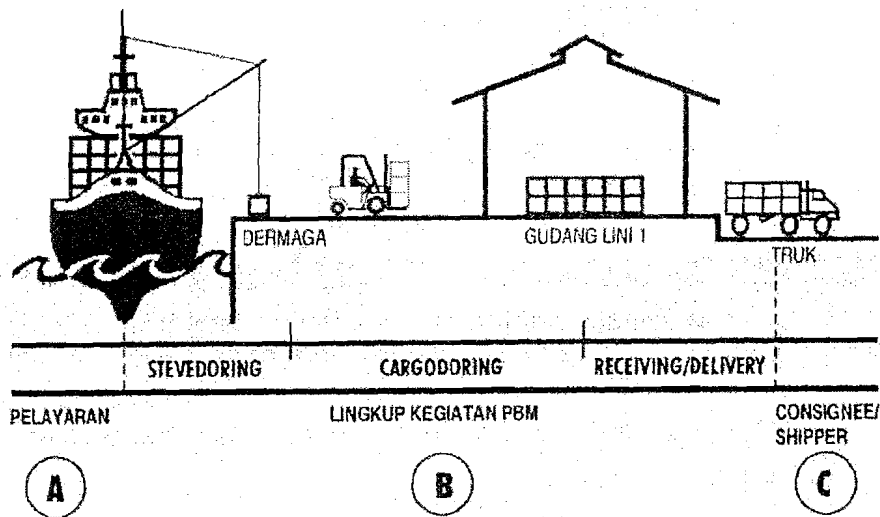 DERMAGA
GUDANG LINI 1
TRUK
STEVEDORING
CARGODORING
RECEIVING/DELIVERY
PELAYARAN
LINGKUP KEGIATAN PBM
CONSIGNEE/
SHIPPER
A
B
C